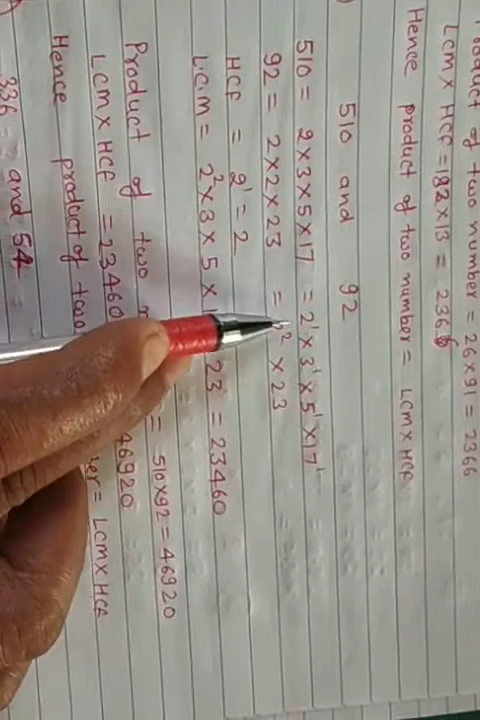 Product of two number = 26 x 91 = 2366
LCM x HCF = 182 x 13 = 2366
Hence product of two number = LCM x HCF
510 and 92
510 = 2 x 3 x 5 x 17 = 2¹ x 3¹ x 5¹ x 17¹
92 = 2 x 2 x 23 = 2² x 23
HCF = 2¹ = 2
L.C.M = 2² x 3 x 5 x 23 = 23460
Product of two = 510 x 92 = 46920
LCM x HCF = 23460 46920
Hence product of two = LCM x HCF
336 and 54